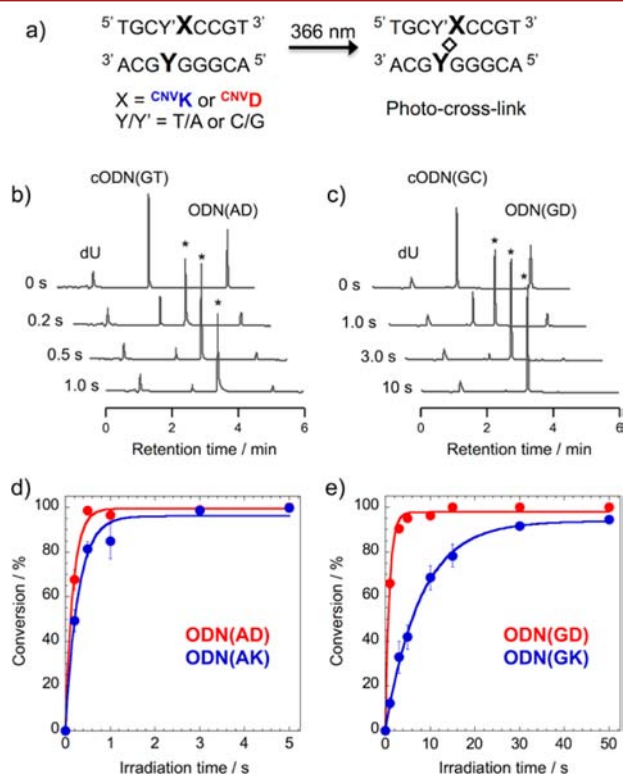 a)
5' TGCY'XCCGT 3'
3' ACGYGGGCA 5'
366 nm
5' TGCY'XCCGT 3'
3' ACGYGGGCA 5'
X = CNVK or CNVD
Y/Y' = T/A or C/G
Photo-cross-link
b)
cODN(GT)
ODN(AD)
dU
* * *
0 s
0.2 s
0.5 s
1.0 s
0 2 4 6
Retention time / min
c)
cODN(GC)
ODN(GD)
dU
* * *
0 s
1.0 s
3.0 s
10 s
0 2 4 6
Retention time / min
d)
Conversion / %
100
80
60
40
20
0
ODN(AD)
ODN(AK)
0 1 2 3 4 5
Irradiation time / s
e)
Conversion / %
100
80
60
40
20
0
ODN(GD)
ODN(GK)
0 10 20 30 40 50
Irradiation time / s